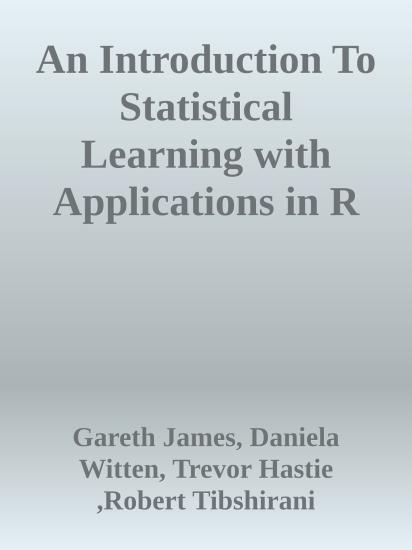 An Introduction To
Statistical
Learning with
Applications in R
Gareth James, Daniela
Witten, Trevor Hastie
,Robert Tibshirani